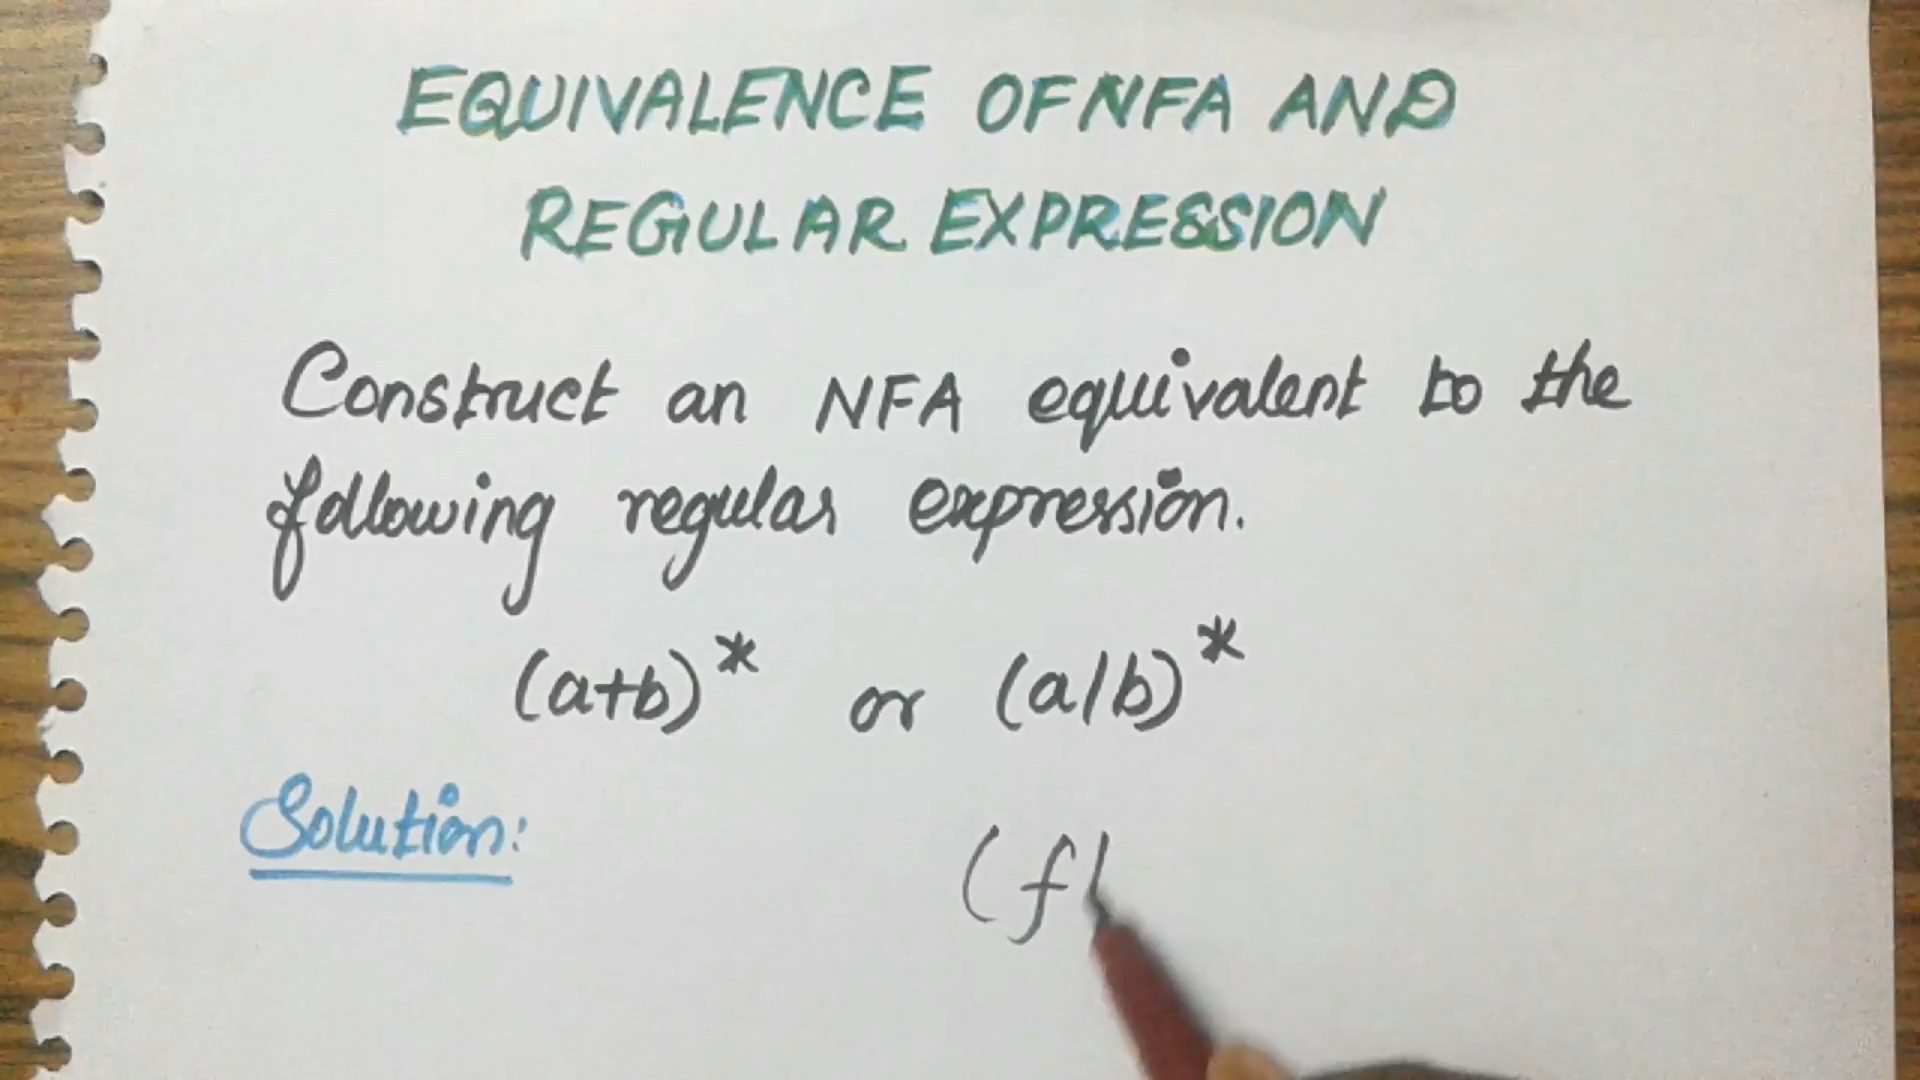 EQUIVALENCE OF NFA AND
REGULAR EXPRESSION
Construct an NFA equivalent to the
following regular expression.
(a+b)* or (a/b)*
Solution:
(f/